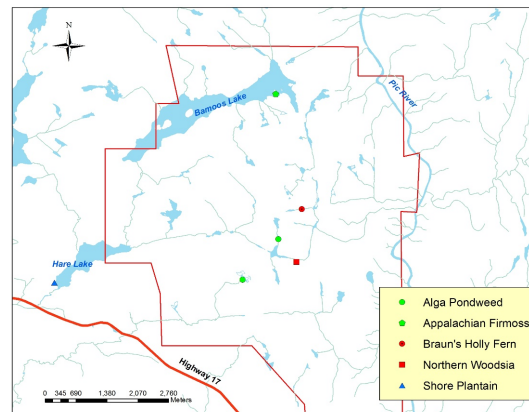 N
Bamoos Lake
Pic River
Hare Lake
Highway 17
Alga Pondweed
Appalachian Firmoss
Braun's Holly Fern
Northern Woodsia
Shore Plantain
0 345 690 1,380 2,070 2,760
Meters